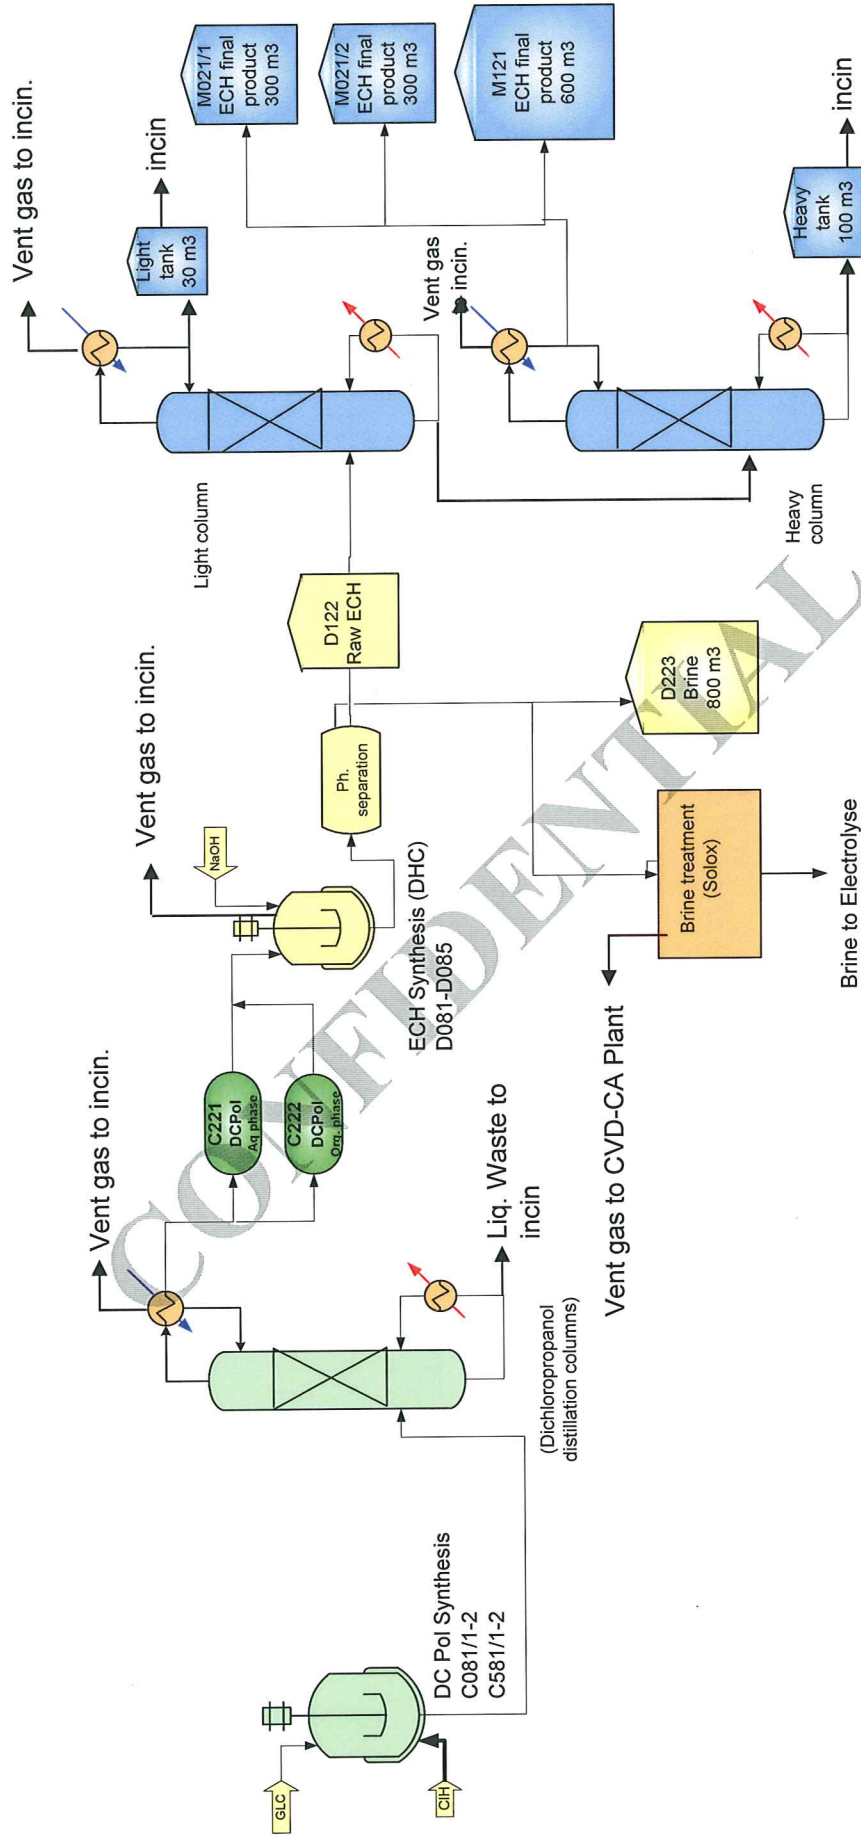 GLC
ClH
DC Pol Synthesis
C081/1-2
C581/1-2
(Dichloropropanol
distillation columns)
Vent gas to incin.
Liq. Waste to
incin
C221
DCPol
Aq phase
C222
DCPol
Org. phase
Vent gas to incin.
NaOH
ECH Synthesis (DHC)
D081-D085
Ph.
separation
D122
Raw ECH
D223
Brine
800 m3
Brine treatment
(Solox)
Vent gas to CVD-CA Plant
Brine to Electrolyse
Light column
Vent gas to incin.
Light
tank
30 m3
incin
Vent gas
incin.
Heavy
column
M021/1
ECH final
product
300 m3
M021/2
ECH final
product
300 m3
M121
ECH final
product
600 m3
Heavy
tank
100 m3
incin
CONFIDENTIAL